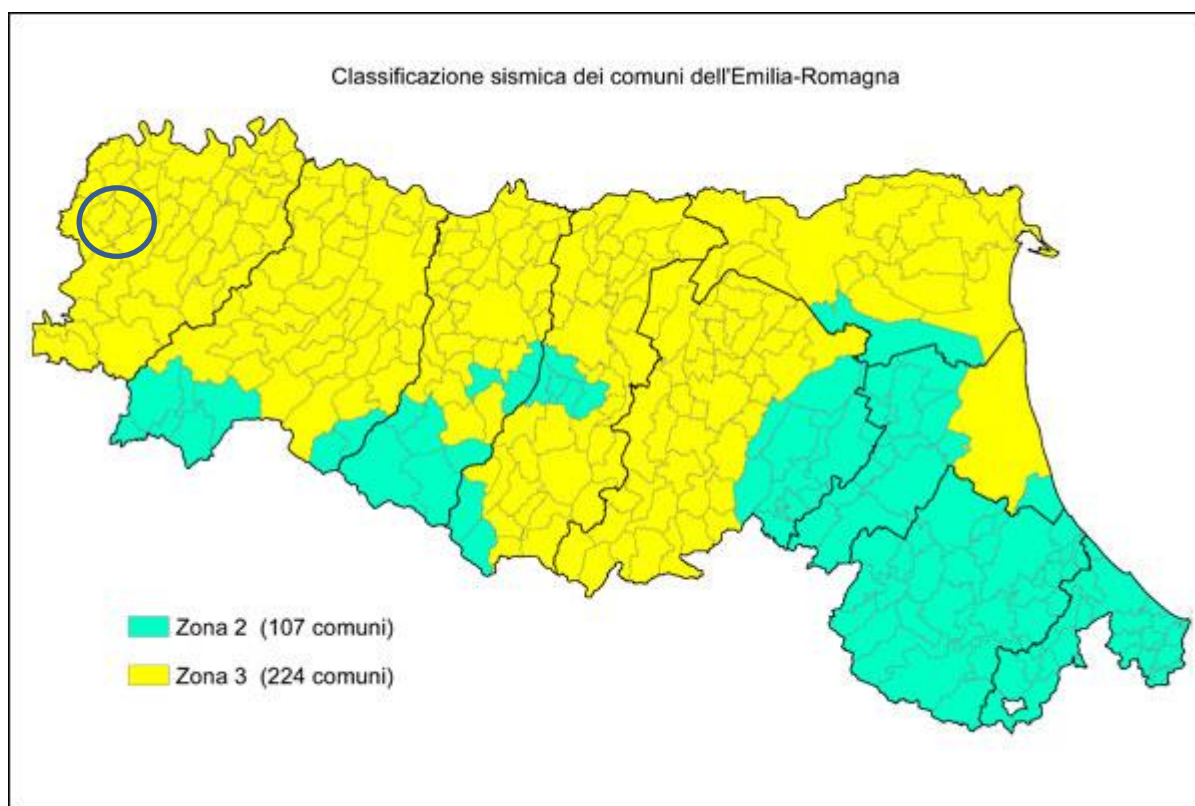 Classificazione sismica dei comuni dell'Emilia-Romagna
Zona 2 (107 comuni)
Zona 3 (224 comuni)